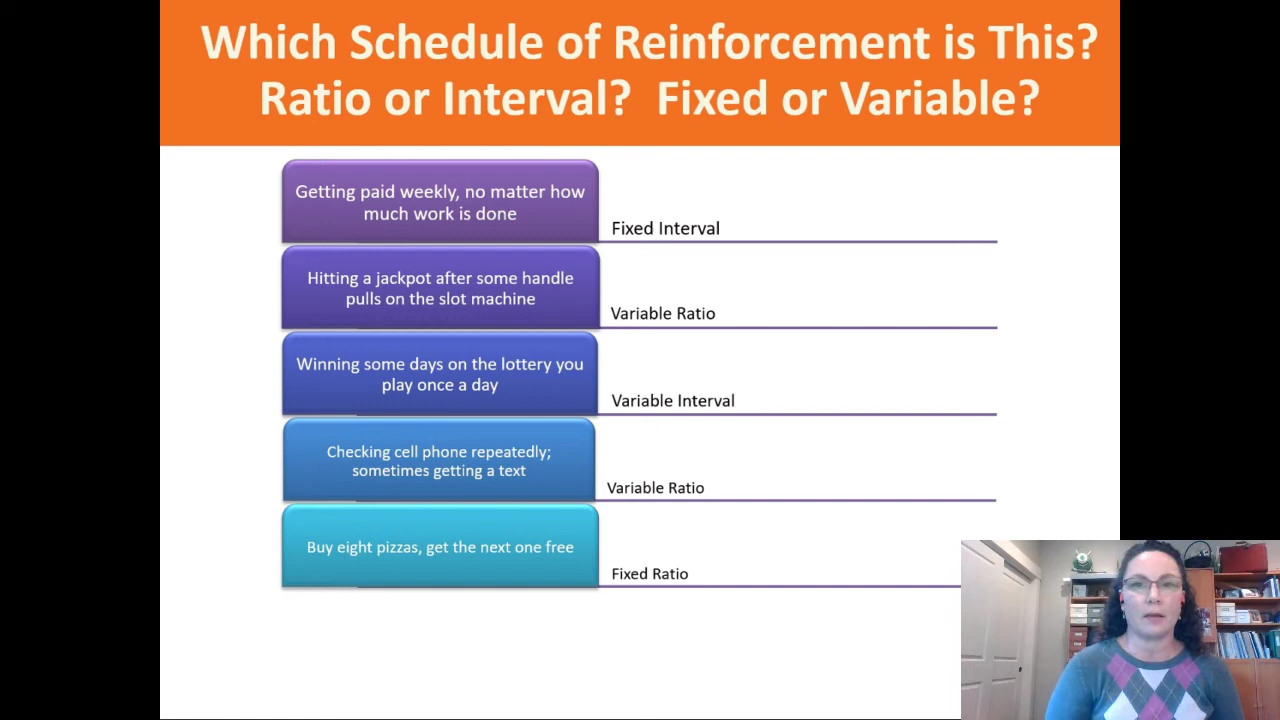 Which Schedule of Reinforcement is This?
Ratio or Interval?  Fixed or Variable?
Getting paid weekly, no matter how
much work is done
Fixed Interval
Hitting a jackpot after some handle
pulls on the slot machine
Variable Ratio
Winning some days on the lottery you
play once a day
Variable Interval
Checking cell phone repeatedly;
sometimes getting a text
Variable Ratio
Buy eight pizzas, get the next one free
Fixed Ratio